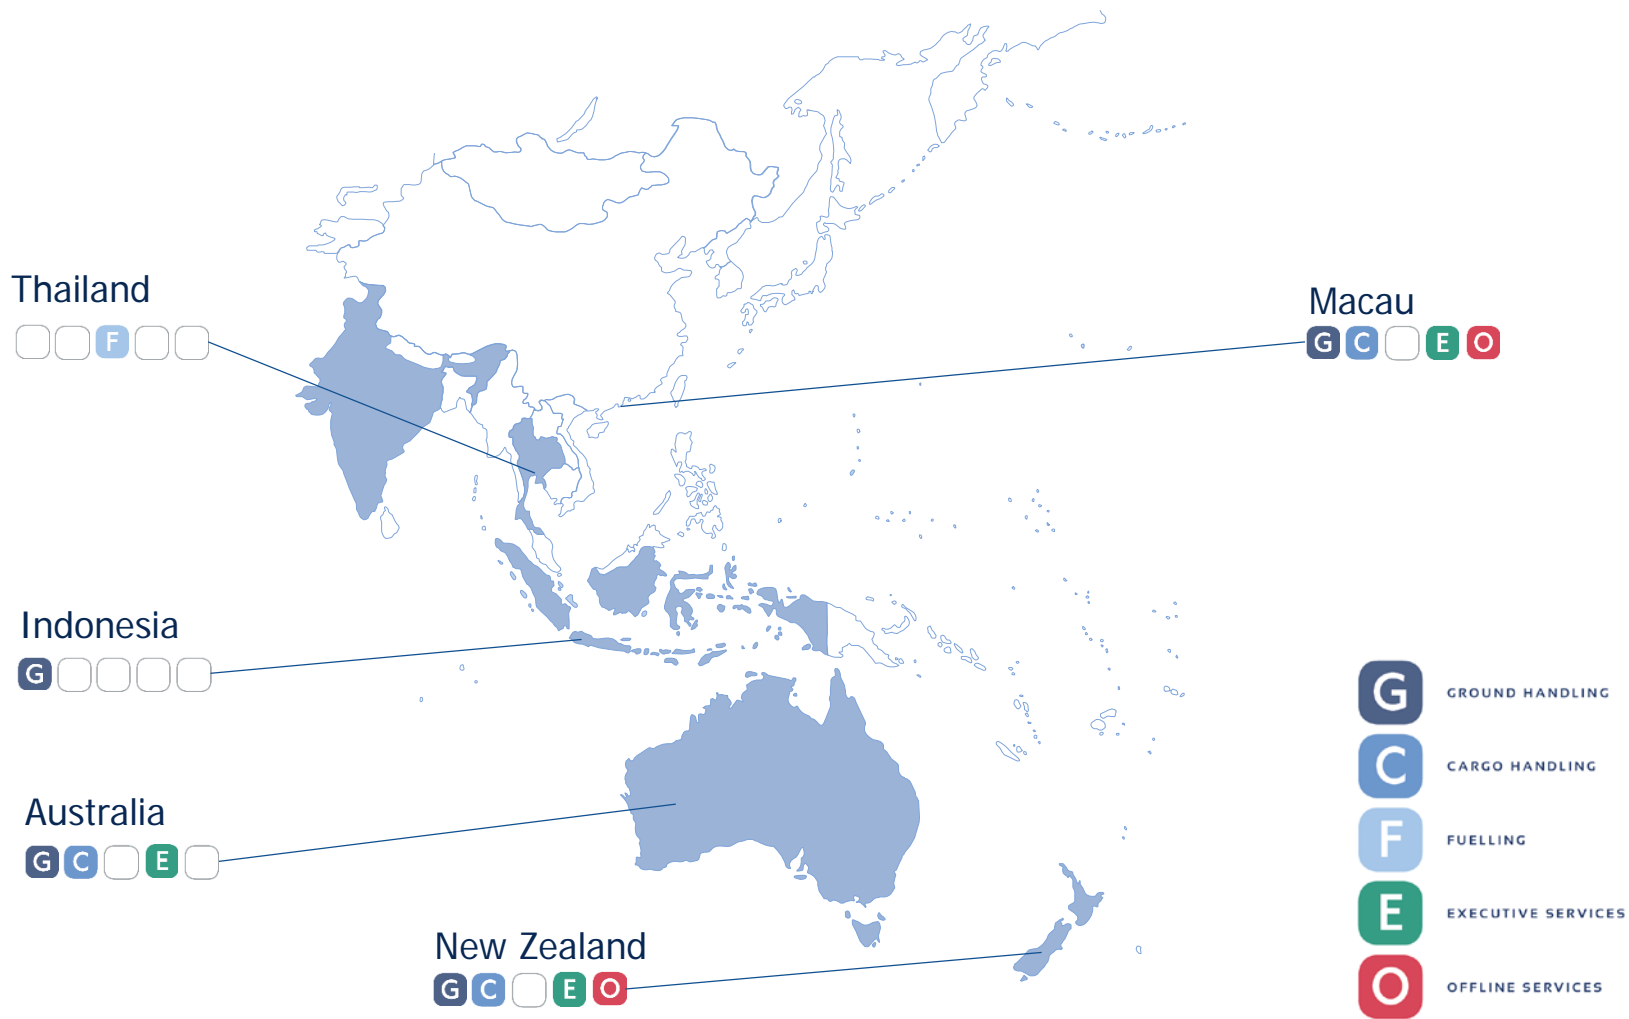 Thailand
F
Macau
G C E O
Indonesia
G
Australia
G C E
New Zealand
G C E O
G GROUND HANDLING
C CARGO HANDLING
F FUELLING
E EXECUTIVE SERVICES
O OFFLINE SERVICES